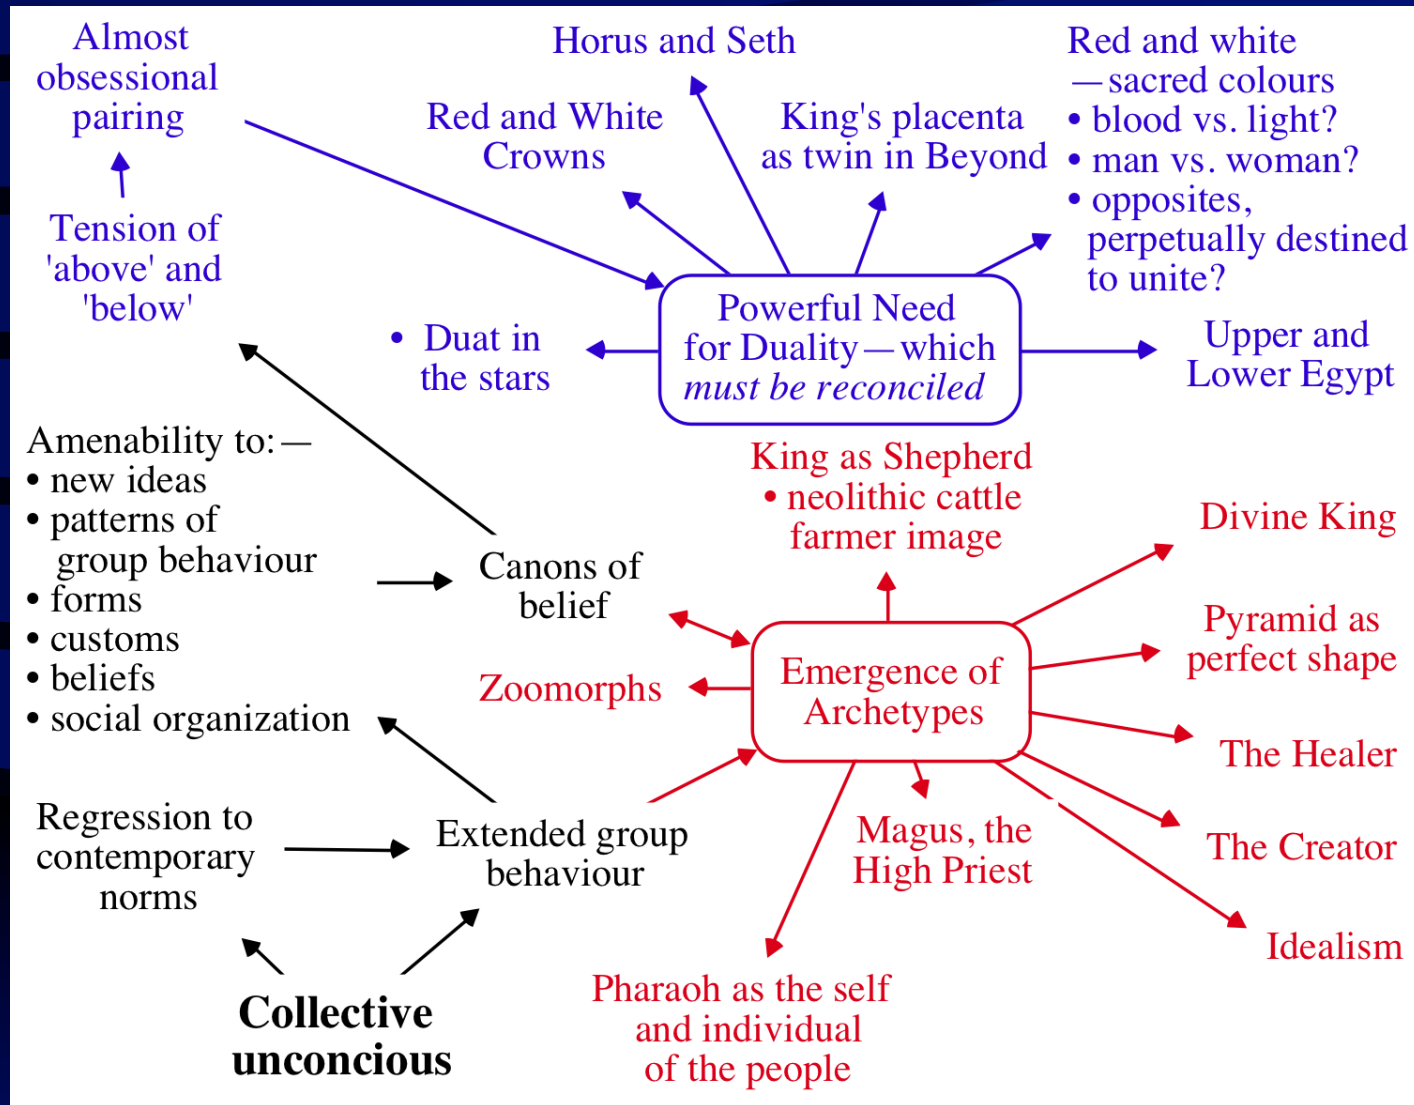 Almost
obsessional
pairing
Horus and Seth
Red and White
Crowns
King's placenta
as twin in Beyond
Red and white
—sacred colours
• blood vs. light?
• man vs. woman?
• opposites,
perpetually destined
to unite?
Tension of
'above' and
'below'
• Duat in
the stars
Powerful Need
for Duality—which
must be reconciled
Upper and
Lower Egypt
Amenability to:—
• new ideas
• patterns of
group behaviour
• forms
• customs
• beliefs
• social organization
Canons of
belief
King as Shepherd
• neolithic cattle
farmer image
Divine King
Pyramid as
perfect shape
Zoomorphs
Emergence of
Archetypes
The Healer
Regression to
contemporary
norms
Extended group
behaviour
Magus, the
High Priest
The Creator
Idealism
Pharaoh as the self
and individual
of the people
Collective
unconcious